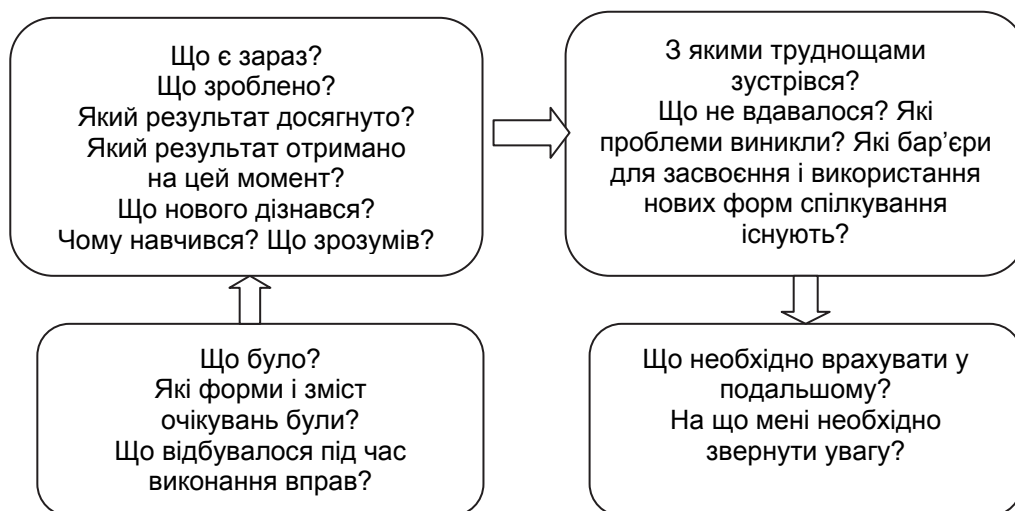 Що є зараз?
Що зроблено?
Який результат досягнуто?
Який результат отримано
на цей момент?
Що нового дізнався?
Чому навчився? Що зрозумів?
З якими труднощами
зустрівся?
Що не вдавалося? Які
проблеми виникли? Які бар’єри
для засвоєння і використання
нових форм спілкування
існують?
Що було?
Які форми і зміст
очікувань були?
Що відбувалося під час
виконання вправ?
Що необхідно врахувати у
подальшому?
На що мені необхідно
звернути увагу?